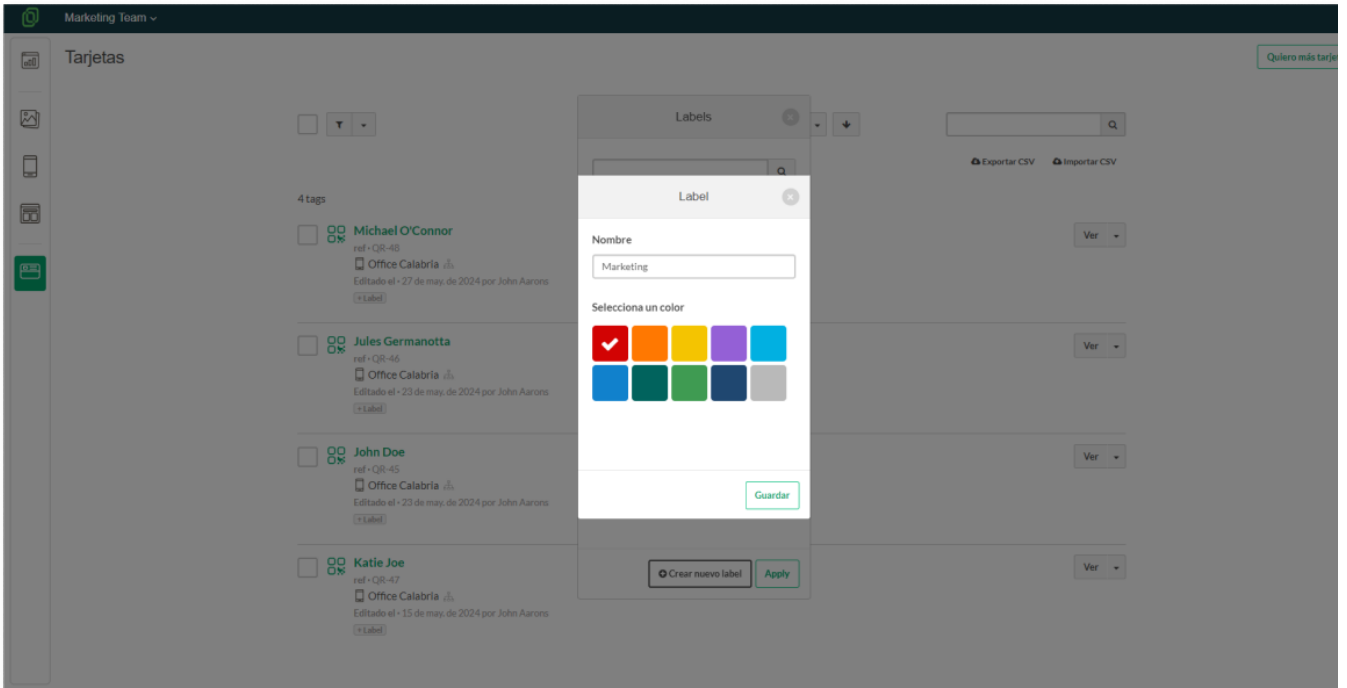 Marketing Team
Tarjetas
Quiero más tarje
Labels
Exportar CSV Importar CSV
4 tags
Label
Nombre
Marketing
Selecciona un color
Guardar
Crear nuevo label Apply
Michael O'Connor
ref • QR-48
Office Calabria
Editado el • 27 de may. de 2024 por John Aarons
+ Label
Ver
Jules Germanotta
ref • QR-46
Office Calabria
Editado el • 23 de may. de 2024 por John Aarons
+ Label
Ver
John Doe
ref • QR-45
Office Calabria
Editado el • 23 de may. de 2024 por John Aarons
+ Label
Ver
Katie Joe
ref • QR-47
Office Calabria
Editado el • 15 de may. de 2024 por John Aarons
+ Label
Ver